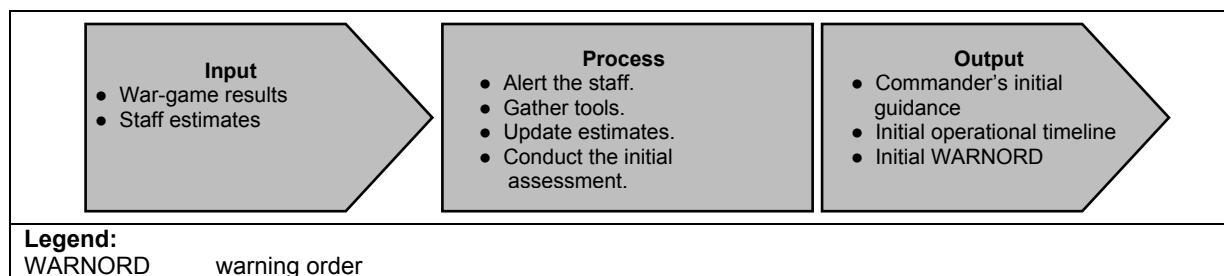 Input
● War-game results
● Staff estimates
Process
● Alert the staff.
● Gather tools.
● Update estimates.
● Conduct the initial
assessment.
Output
● Commander’s initial
guidance
● Initial operational timeline
● Initial WARNORD
Legend:
WARNORD warning order